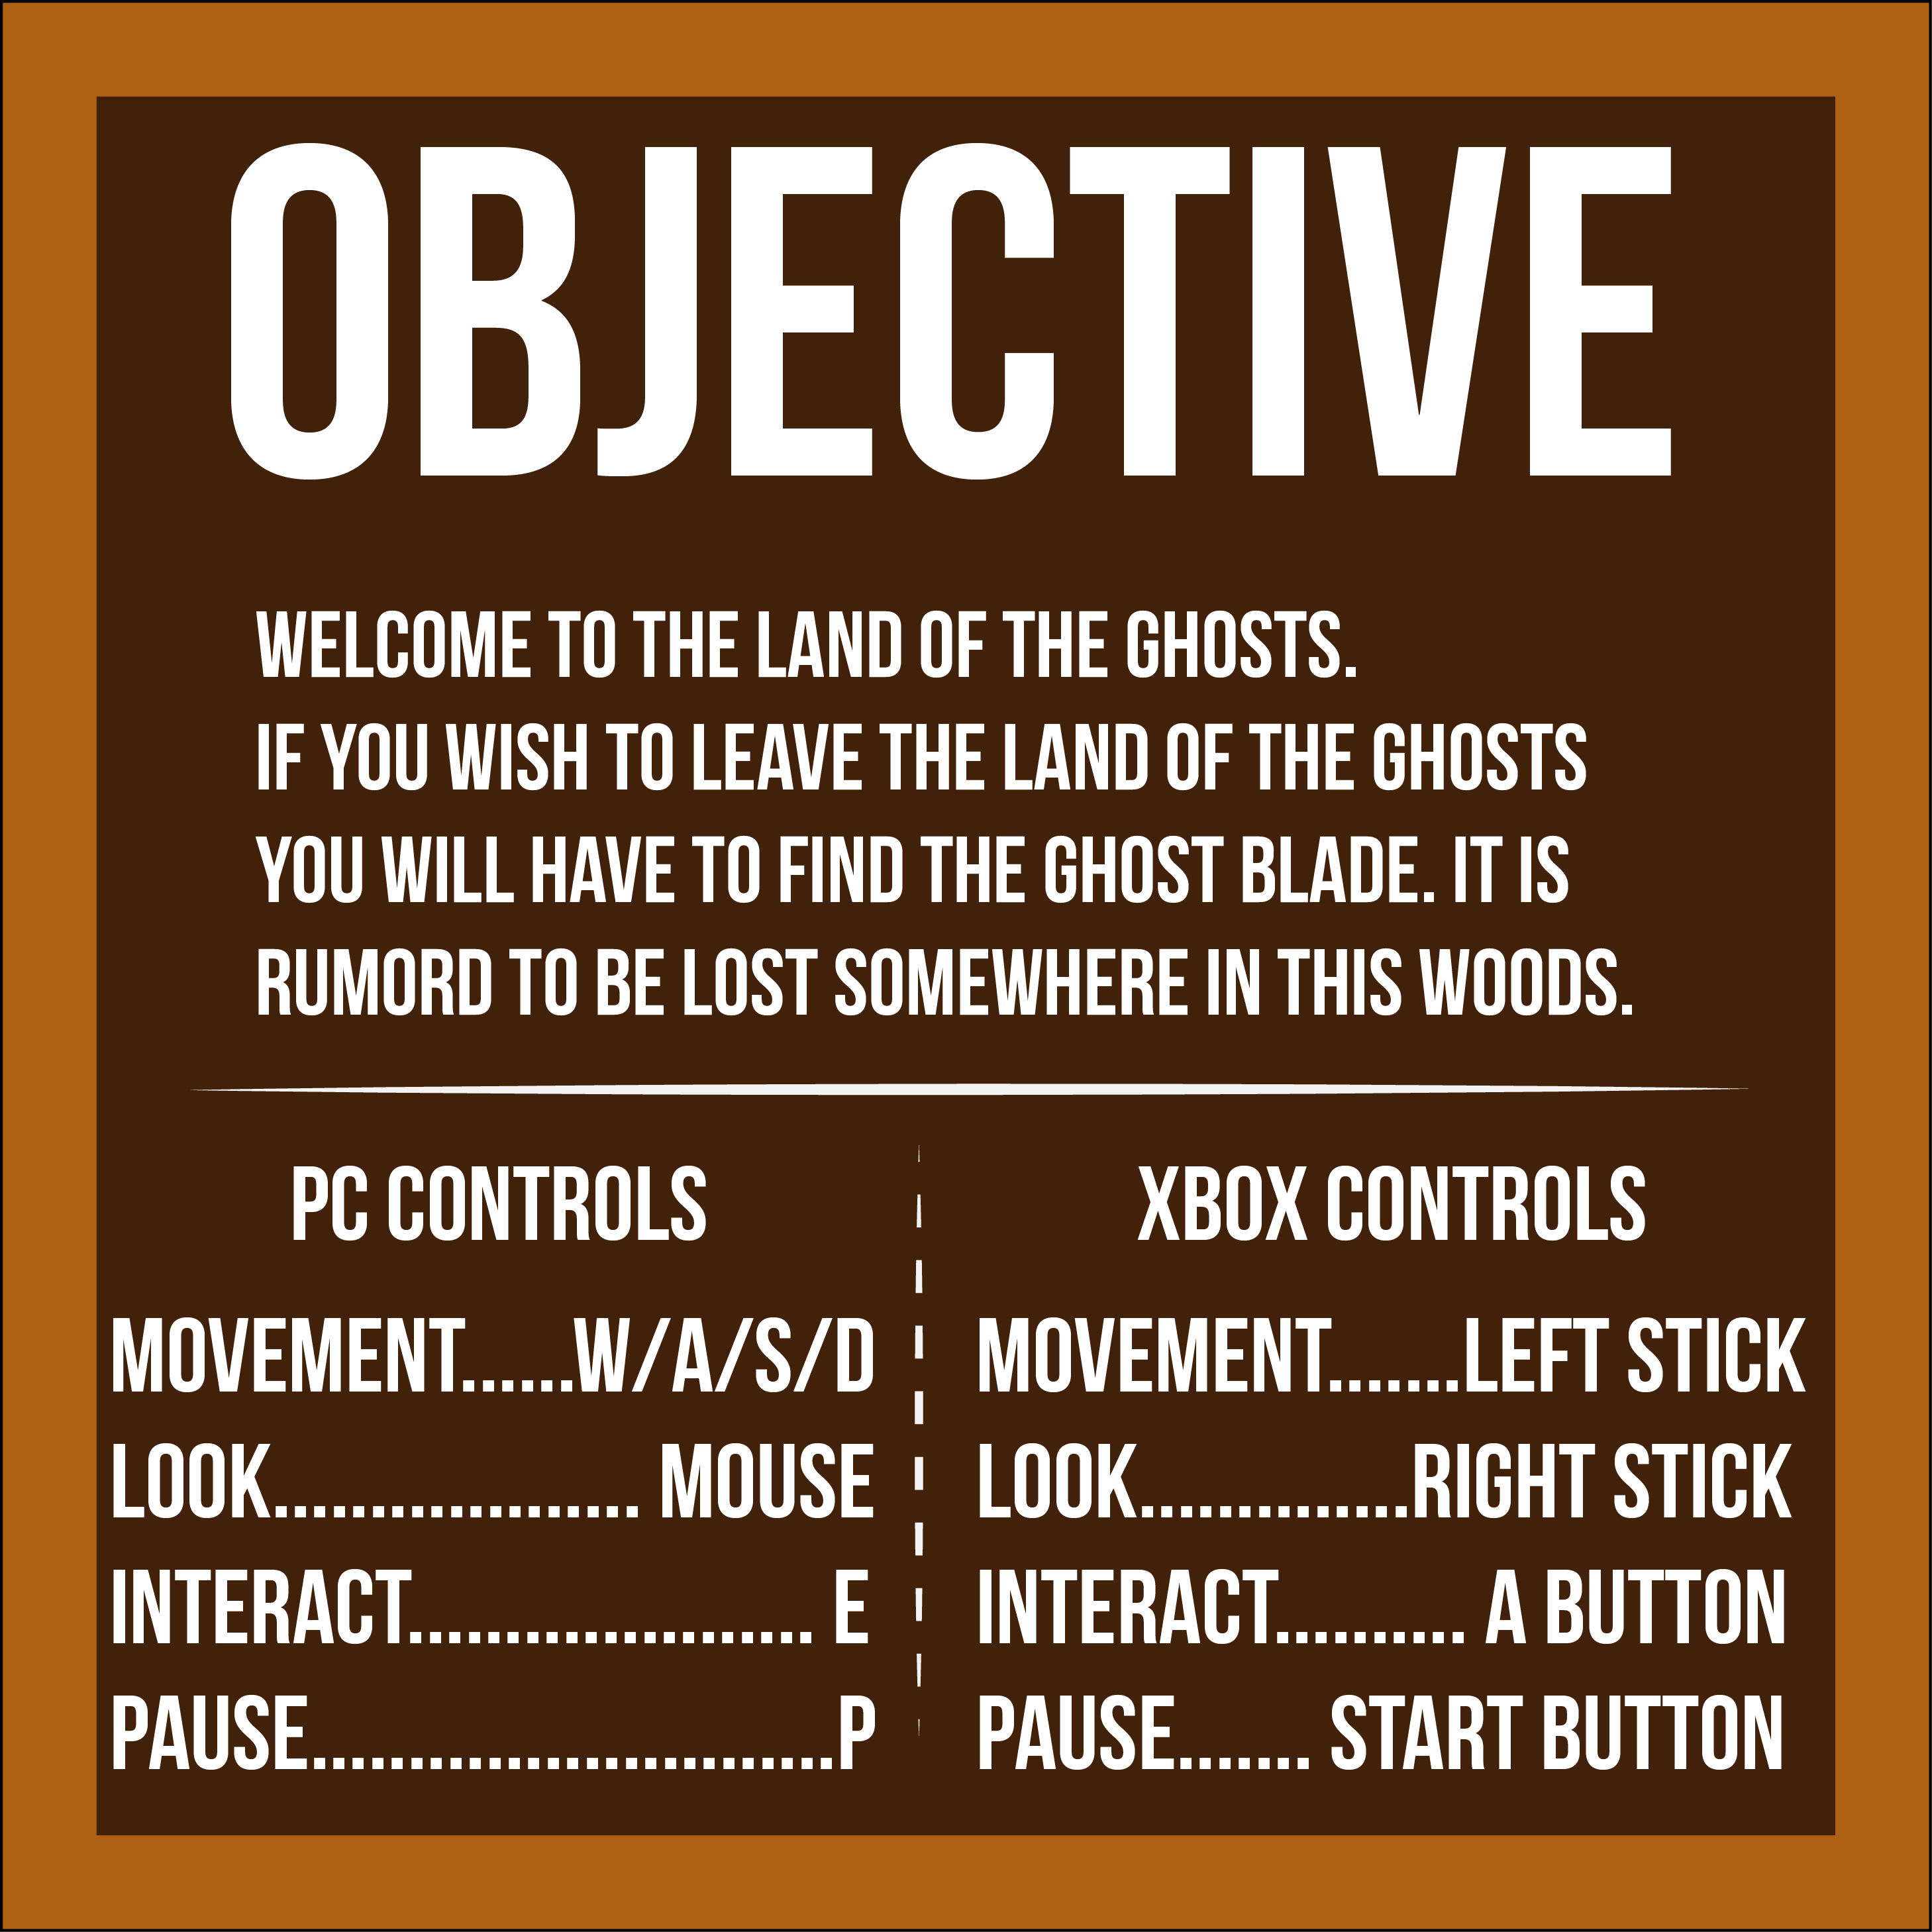 OBJECTIVE
WELCOME TO THE LAND OF THE GHOSTS.
IF YOU WISH TO LEAVE THE LAND OF THE GHOSTS
YOU WILL HAVE TO FIND THE GHOST BLADE. IT IS
RUMORD TO BE LOST SOMEWHERE IN THIS WOODS.
PC CONTROLS
MOVEMENT......W/A/S/D
LOOK................... MOUSE
INTERACT..................... E
PAUSE...........................P
XBOX CONTROLS
MOVEMENT.......LEFT STICK
LOOK..............RIGHT STICK
INTERACT.......... A BUTTON
PAUSE....... START BUTTON